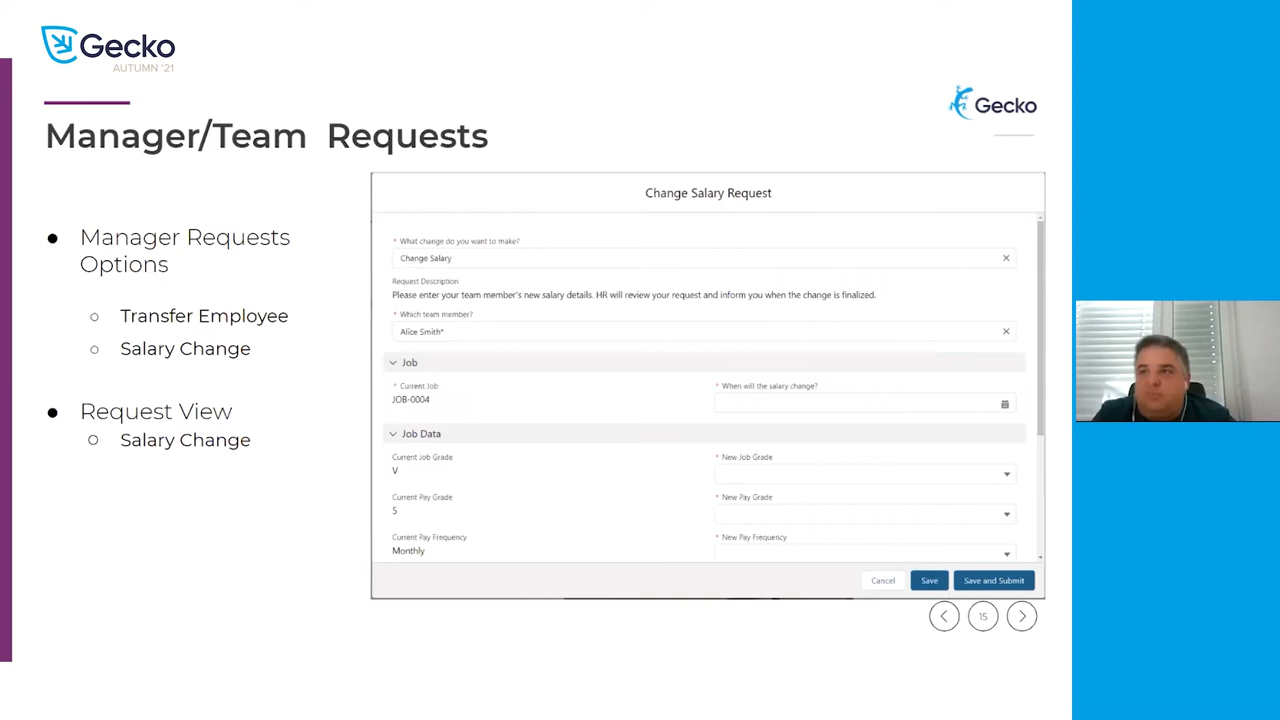 Gecko
AUTUMN '21
Gecko
Manager/Team Requests
● Manager Requests
Options
○ Transfer Employee
○ Salary Change
● Request View
○ Salary Change
Change Salary Request
* What change do you want to make?
Change Salary
Request Description
Please enter your team member's new salary details. HR will review your request and inform you when the change is finalized.
* Which team member?
Alice Smith*
Job
* Current Job
JOB-0004
* When will the salary change?
Job Data
Current Job Grade
V
* New Job Grade
Current Pay Grade
5
* New Pay Grade
Current Pay Frequency
Monthly
* New Pay Frequency
Cancel
Save
Save and Submit
15